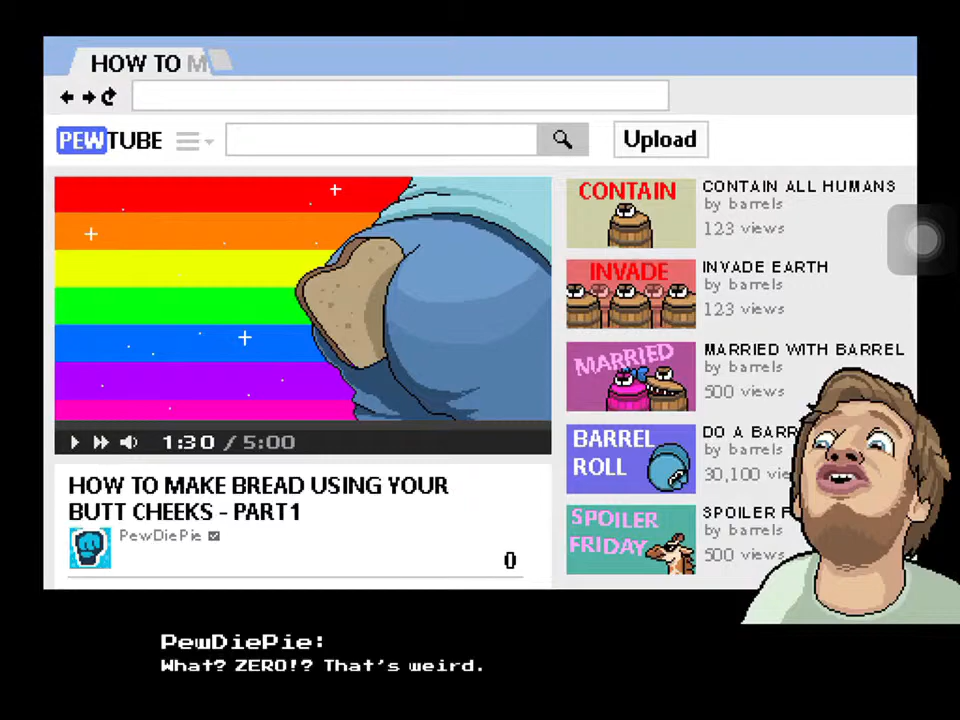 HOW TO M
PEWTUBE
Upload
CONTAIN
CONTAIN ALL HUMANS
by barrels
123 views
INVADE
INVADE EARTH
by barrels
123 views
MARRIED
MARRIED WITH BARREL
by barrels
500 views
BARREL
ROLL
DO A BARR
by barrels
30,100 vie
SPOILER
FRIDAY
SPOILER F
by barrels
500 views
1:30 / 5:00
HOW TO MAKE BREAD USING YOUR
BUTT CHEEKS - PART1
PewDiePie
0
PewDiePie:
What? ZERO!? That's weird.